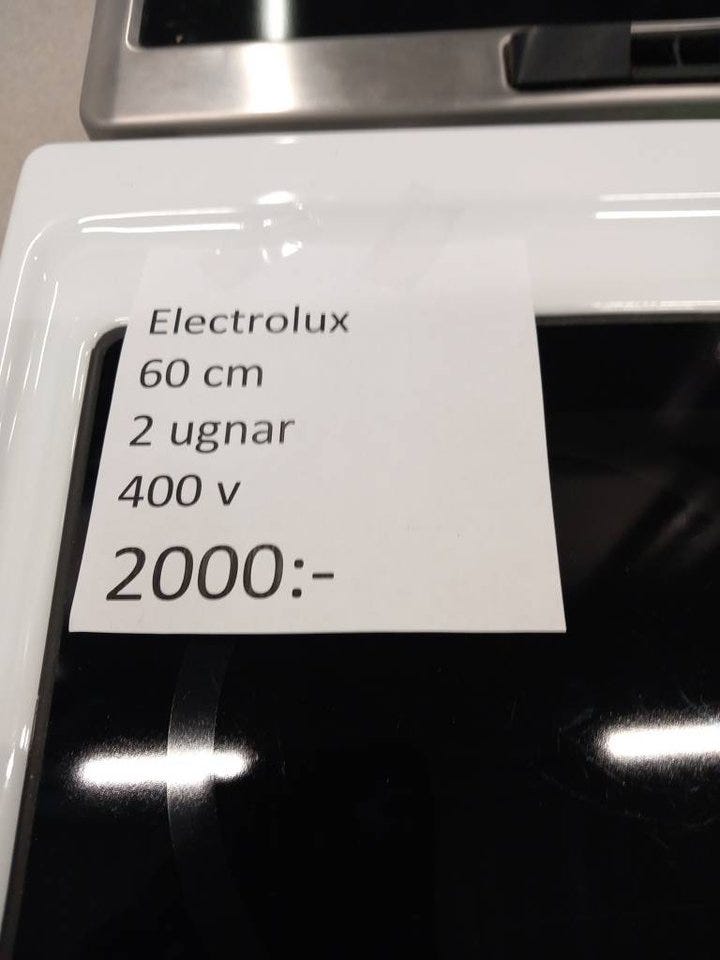 Electrolux
60 cm
2 ugnar
400 v
2000:-